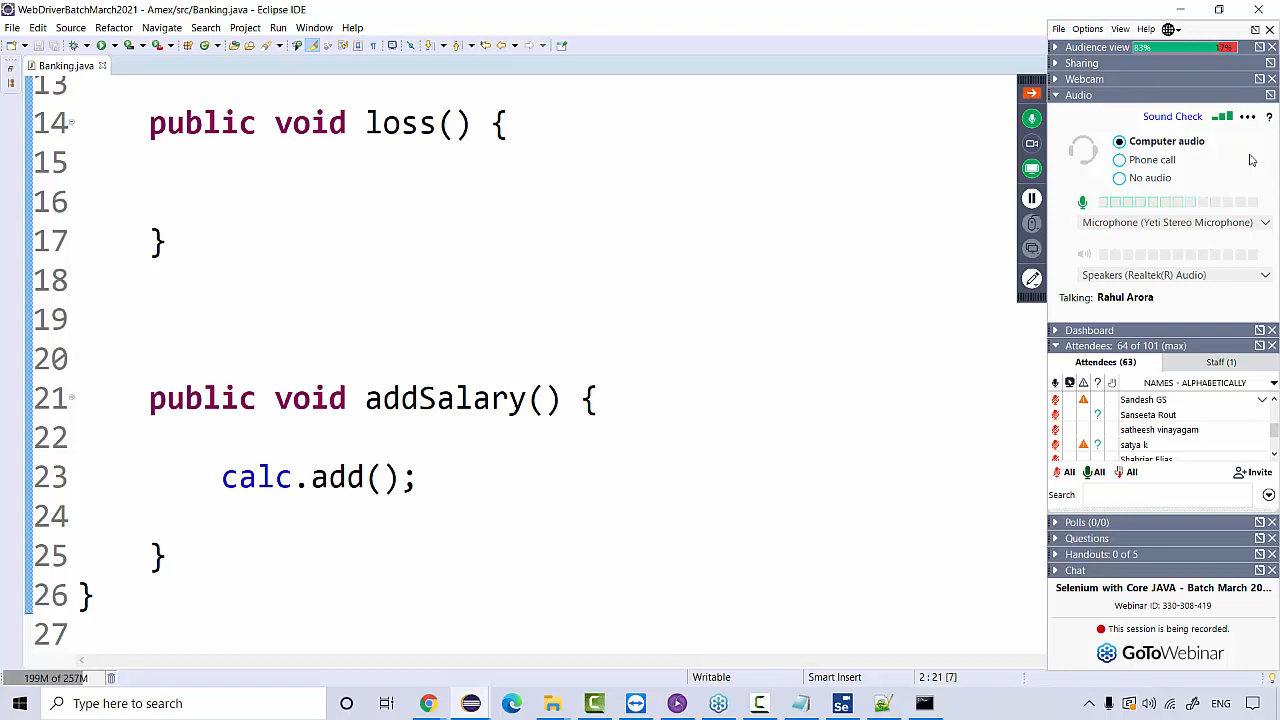 WebDriverBatchMarch2021 - Amex/src/Banking.java - Eclipse IDE
File Edit Source Refactor Navigate Search Project Run Window Help
Banking.java
13
14 public void loss() {
15
16
17 }
18
19
20
21 public void addSalary() {
22
23 calc.add();
24
25 }
26 }
27
199M of 257M
Writable Smart Insert 2 : 21 [7]
File Options View Help
Audience view 83% 17%
Sharing
Webcam
Audio
Sound Check ?
Computer audio
Phone call
No audio
Microphone (Yeti Stereo Microphone)
Speakers (Realtek(R) Audio)
Talking: Rahul Arora
Dashboard
Attendees: 64 of 101 (max)
Attendees (63) Staff (1)
? NAMES - ALPHABETICALLY
Sandesh GS
? Sanseeta Rout
satheesh vinayagam
? satya k
Shahriar Elias
All All All Invite
Search
Polls (0/0)
Questions
Handouts: 0 of 5
Chat
Selenium with Core JAVA - Batch March 20...
Webinar ID: 330-308-419
This session is being recorded.
GoToWebinar
Type here to search
Se
ENG